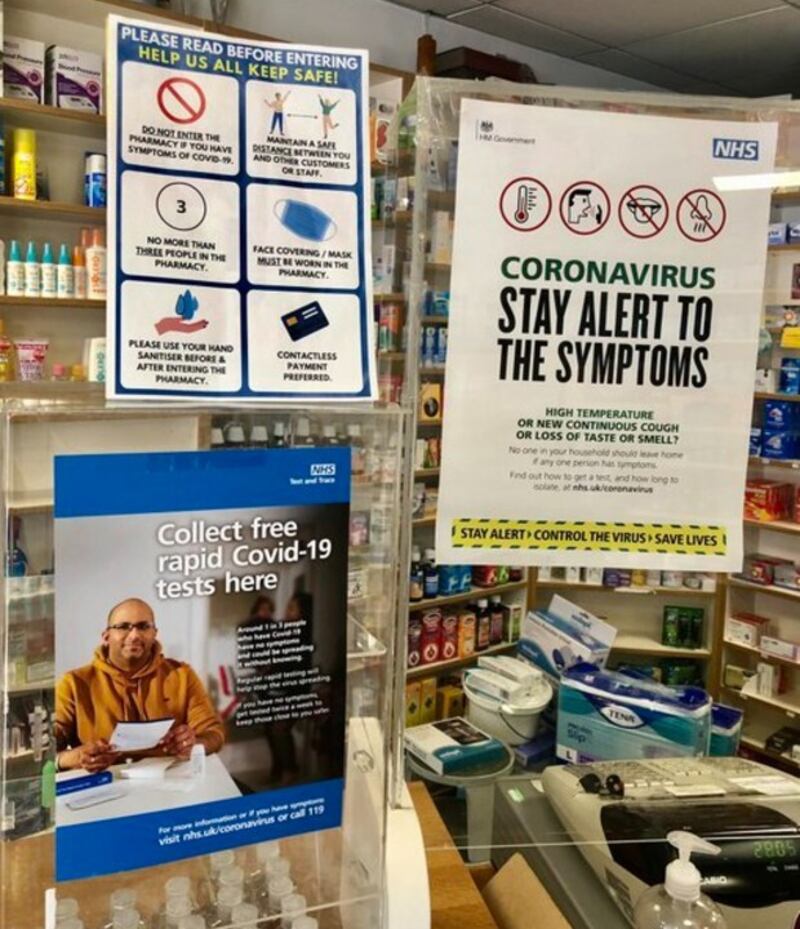 PLEASE READ BEFORE ENTERING
HELP US ALL KEEP SAFE!
DO NOT ENTER THE
PHARMACY IF YOU HAVE
SYMPTOMS OF COVID-19.
MAINTAIN A SAFE
DISTANCE BETWEEN YOU
AND OTHER CUSTOMERS
OR STAFF.
3
NO MORE THAN
THREE PEOPLE IN THE
PHARMACY.
FACE COVERING / MASK
MUST BE WORN IN THE
PHARMACY.
PLEASE USE YOUR HAND
SANITISER BEFORE &
AFTER ENTERING THE
PHARMACY.
CONTACTLESS
PAYMENT
PREFERRED.
HM Government
NHS
CORONAVIRUS
STAY ALERT TO
THE SYMPTOMS
HIGH TEMPERATURE
OR NEW CONTINUOUS COUGH
OR LOSS OF TASTE OR SMELL?
No one in your household should leave home
if any one person has symptoms.
Find out how to get a test, and how long to
isolate, at nhs.uk/coronavirus
STAY ALERT CONTROL THE VIRUS SAVE LIVES
NHS
Test and Trace
Collect free
rapid Covid-19
tests here
Around 1 in 3 people
who have Covid-19
have no symptoms
and could be spreading
it without knowing.
Regular rapid testing will
help stop the virus spreading.
If you have no symptoms,
get tested twice a week to
keep those close to you safe.
For more information or if you have symptoms
visit nhs.uk/coronavirus or call 119
TENA
Slip
L
CASIO